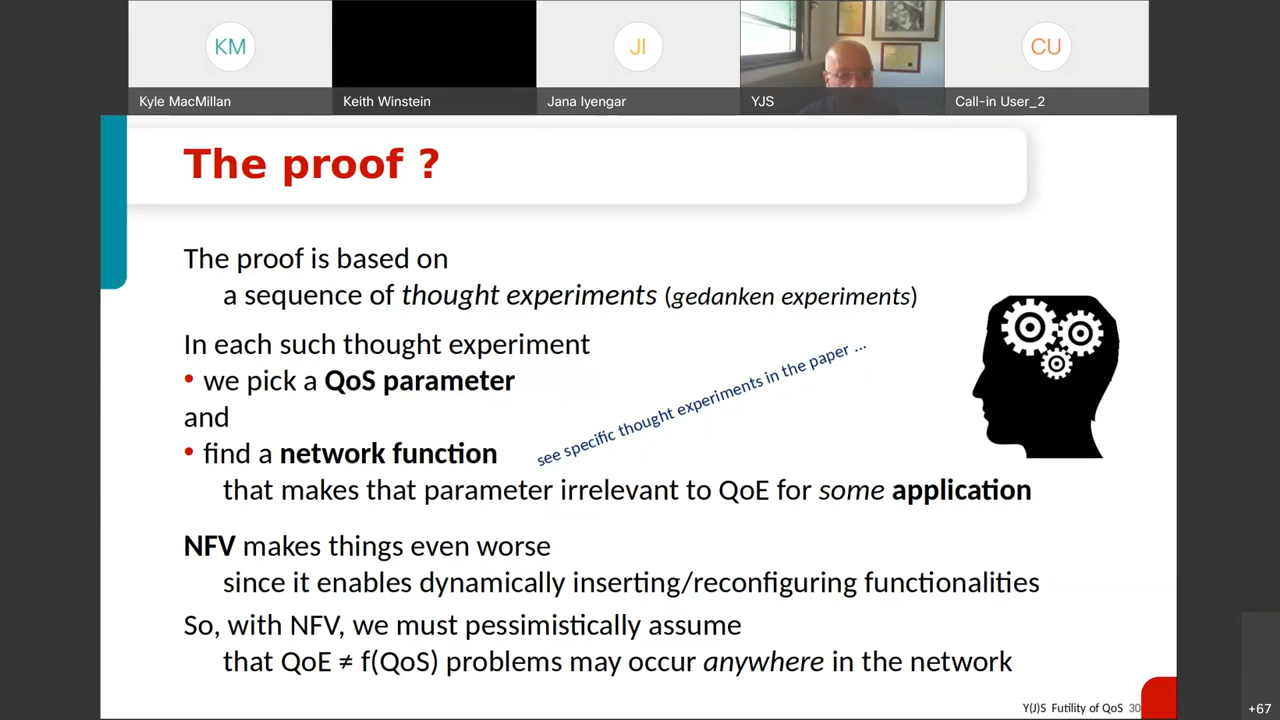 KM
JI
CU
Kyle MacMillan
Keith Winstein
Jana Iyengar
YJS
Call-in User_2
The proof ?
The proof is based on
a sequence of thought experiments (gedanken experiments)
In each such thought experiment
• we pick a QoS parameter
and
• find a network function
see specific thought experiments in the paper ...
that makes that parameter irrelevant to QoE for some application
NFV makes things even worse
since it enables dynamically inserting/reconfiguring functionalities
So, with NFV, we must pessimistically assume
that QoE ≠ f(QoS) problems may occur anywhere in the network
Y(J)S Futility of QoS 30
+67